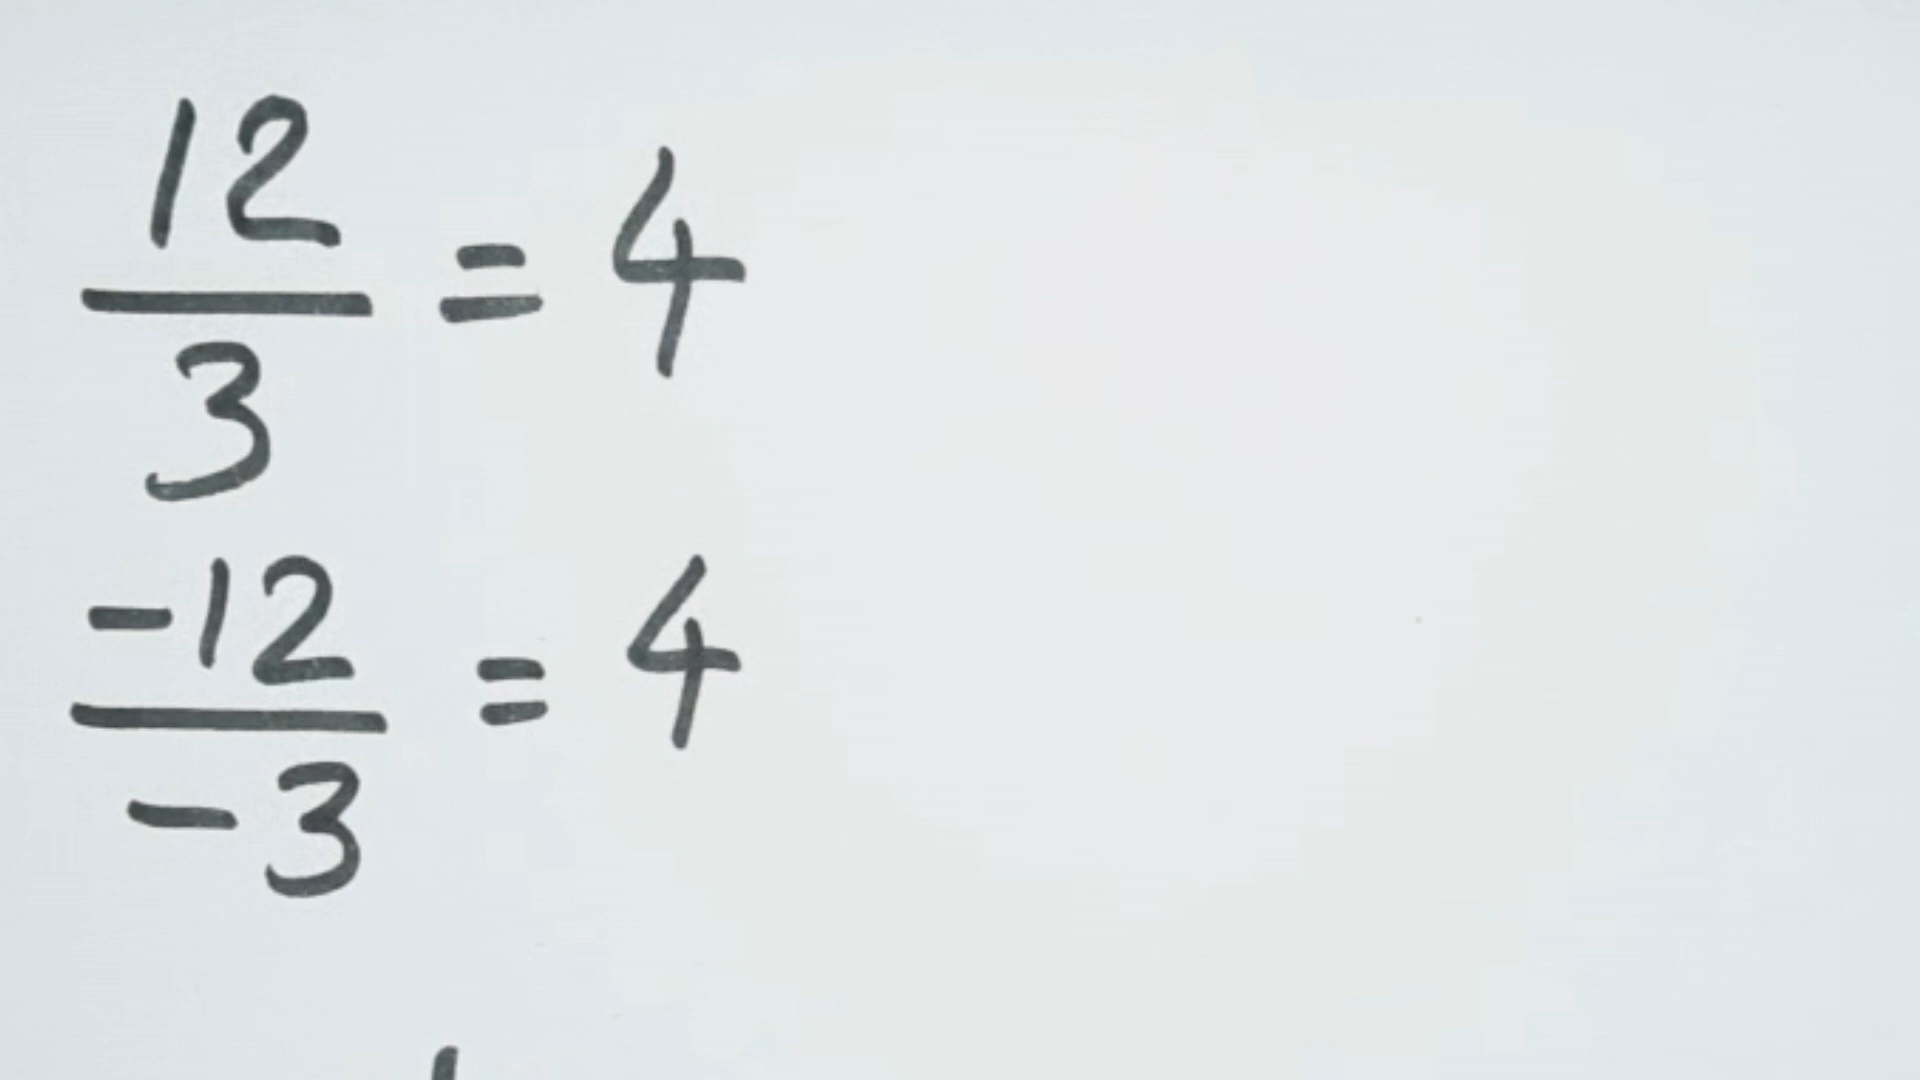 12
— = 4
3
-12
— = 4
-3